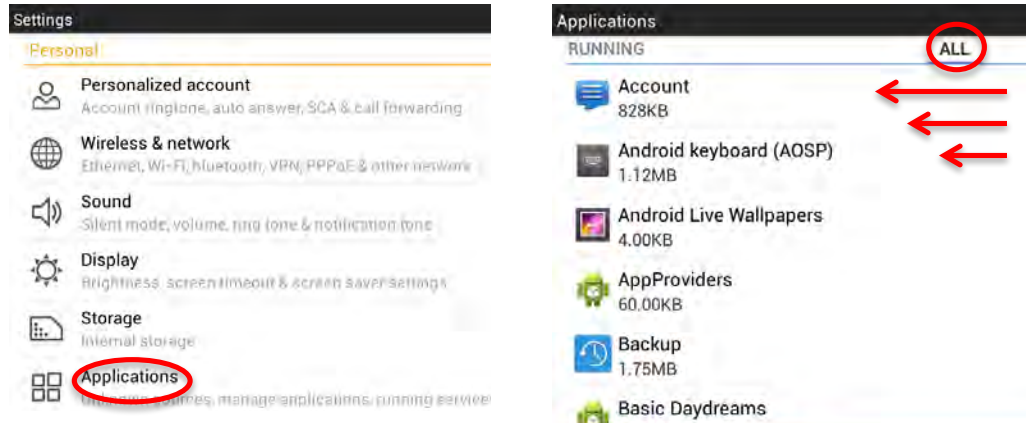 Settings
Personal
Personalized account
Account ringtone, auto answer, SCA & call forwarding
Wireless & network
Ethernet, Wi-Fi, bluetooth, VPN, PPPoE & other network
Sound
Silent mode, volume, ring tone & notification tone
Display
Brightness, screen timeout & screen saver settings
Storage
Internal storage
Applications
sources, manage applications, running service
Applications
RUNNING ALL
Account
828KB
Android keyboard (AOSP)
1.12MB
Android Live Wallpapers
4.00KB
AppProviders
60.00KB
Backup
1.75MB
Basic Daydreams